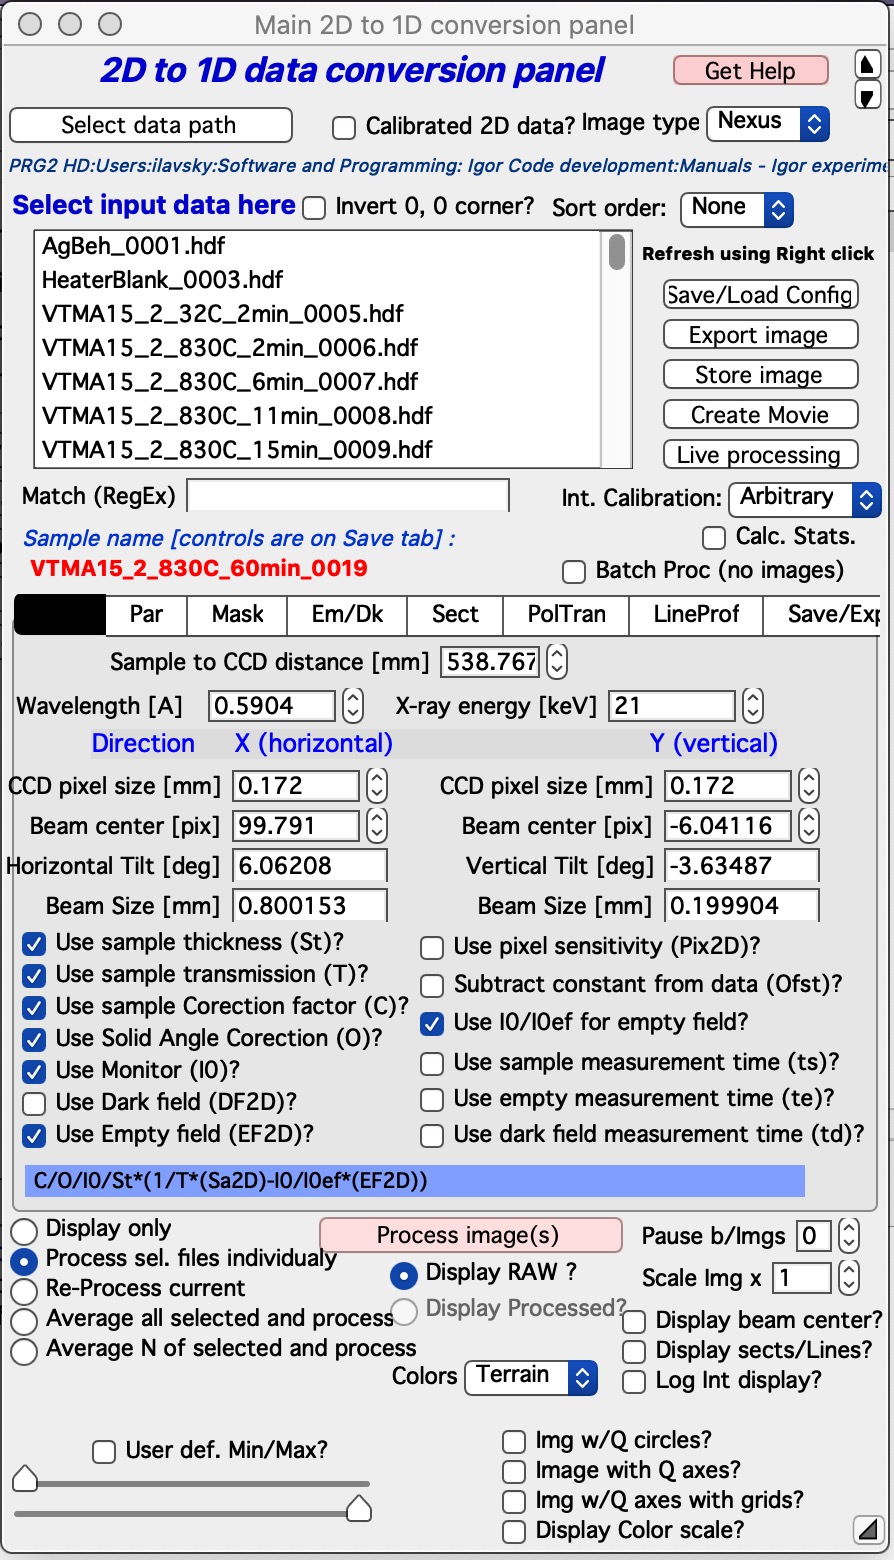 Main 2D to 1D conversion panel
2D to 1D data conversion panel
Get Help
Select data path
Calibrated 2D data?
Image type
Nexus
PRG2 HD:Users:ilavsky:Software and Programming: Igor Code development:Manuals - Igor experime
Select input data here
Invert 0, 0 corner?
Sort order:
None
AgBeh_0001.hdf
HeaterBlank_0003.hdf
VTMA15_2_32C_2min_0005.hdf
VTMA15_2_830C_2min_0006.hdf
VTMA15_2_830C_6min_0007.hdf
VTMA15_2_830C_11min_0008.hdf
VTMA15_2_830C_15min_0009.hdf
Refresh using Right click
Save/Load Config
Export image
Store image
Create Movie
Live processing
Match (RegEx)
Int. Calibration:
Arbitrary
Sample name [controls are on Save tab] :
Calc. Stats.
VTMA15_2_830C_60min_0019
Batch Proc (no images)
Par
Mask
Em/Dk
Sect
PolTran
LineProf
Save/Exp
Sample to CCD distance [mm]
538.767
Wavelength [A]
0.5904
X-ray energy [keV]
21
Direction
X (horizontal)
Y (vertical)
CCD pixel size [mm]
0.172
CCD pixel size [mm]
0.172
Beam center [pix]
99.791
Beam center [pix]
-6.04116
Horizontal Tilt [deg]
6.06208
Vertical Tilt [deg]
-3.63487
Beam Size [mm]
0.800153
Beam Size [mm]
0.199904
Use sample thickness (St)?
Use sample transmission (T)?
Use sample Corection factor (C)?
Use Solid Angle Corection (O)?
Use Monitor (I0)?
Use Dark field (DF2D)?
Use Empty field (EF2D)?
Use pixel sensitivity (Pix2D)?
Subtract constant from data (Ofst)?
Use I0/I0ef for empty field?
Use sample measurement time (ts)?
Use empty measurement time (te)?
Use dark field measurement time (td)?
C/O/I0/St*(1/T*(Sa2D)-I0/I0ef*(EF2D))
Display only
Process sel. files individualy
Re-Process current
Average all selected and process
Average N of selected and process
Process image(s)
Display RAW ?
Display Processed?
Colors
Terrain
Pause b/Imgs
0
Scale Img x
1
Display beam center?
Display sects/Lines?
Log Int display?
User def. Min/Max?
Img w/Q circles?
Image with Q axes?
Img w/Q axes with grids?
Display Color scale?